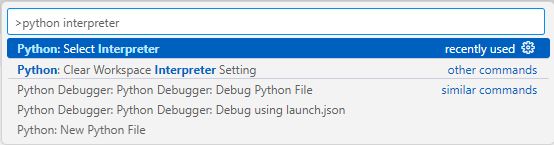 >python interpreter
Python: Select Interpreter recently used
Python: Clear Workspace Interpreter Setting other commands
Python Debugger: Python Debugger: Debug Python File similar commands
Python Debugger: Python Debugger: Debug using launch.json
Python: New Python File